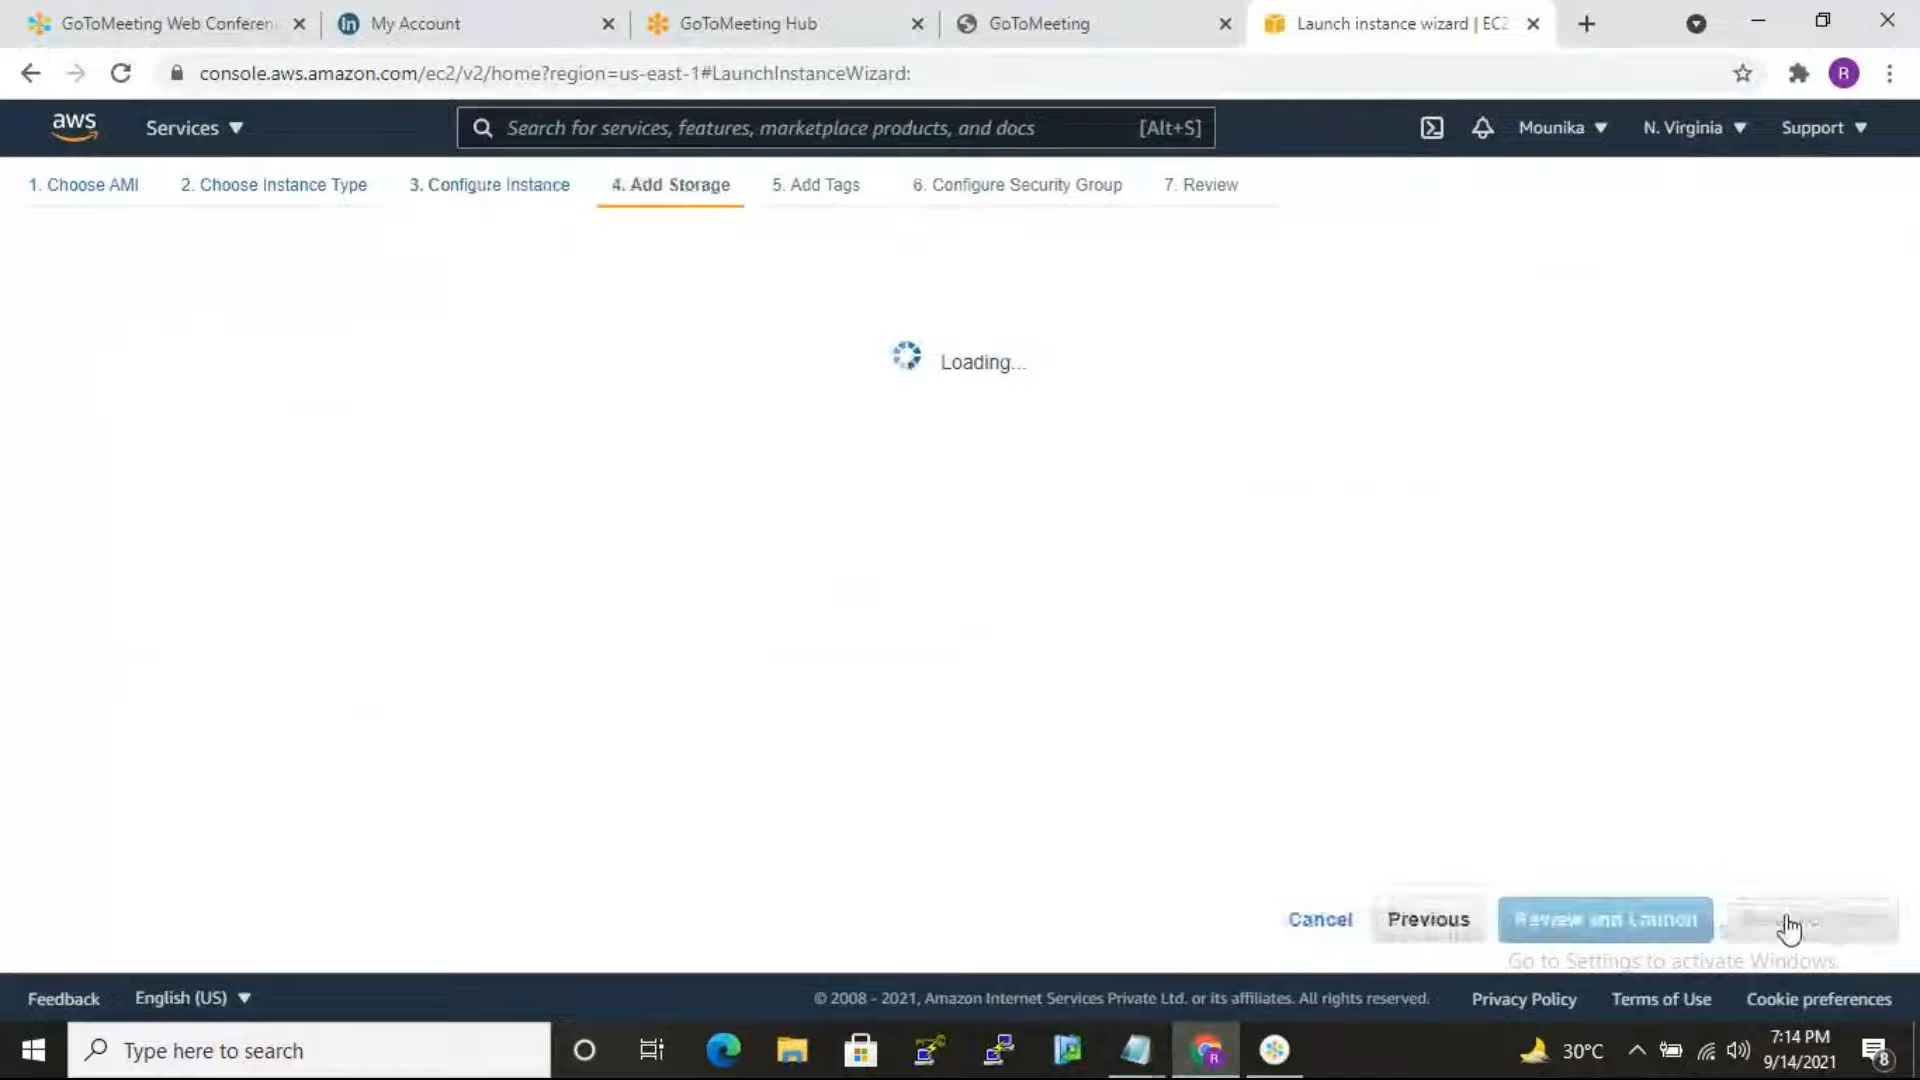 GoToMeeting Web Conferen
My Account
GoToMeeting Hub
GoToMeeting
Launch instance wizard | EC2
console.aws.amazon.com/ec2/v2/home?region=us-east-1#LaunchInstanceWizard:
R
aws
Services
Search for services, features, marketplace products, and docs
[Alt+S]
Mounika
N. Virginia
Support
1. Choose AMI
2. Choose Instance Type
3. Configure Instance
4. Add Storage
5. Add Tags
6. Configure Security Group
7. Review
Loading...
Cancel
Previous
Review and Launch
Go to Settings to activate Windows.
Feedback
English (US)
© 2008 - 2021, Amazon Internet Services Private Ltd. or its affiliates. All rights reserved.
Privacy Policy
Terms of Use
Cookie preferences
Type here to search
R
30°C
7:14 PM
9/14/2021
8